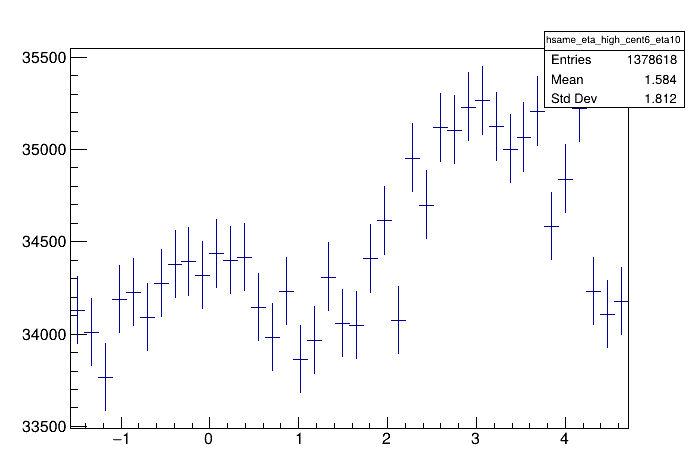 hsame_eta_high_cent6_eta10
Entries 1378618
Mean 1.584
Std Dev 1.812
35500
35000
34500
34000
33500
−1 0 1 2 3 4